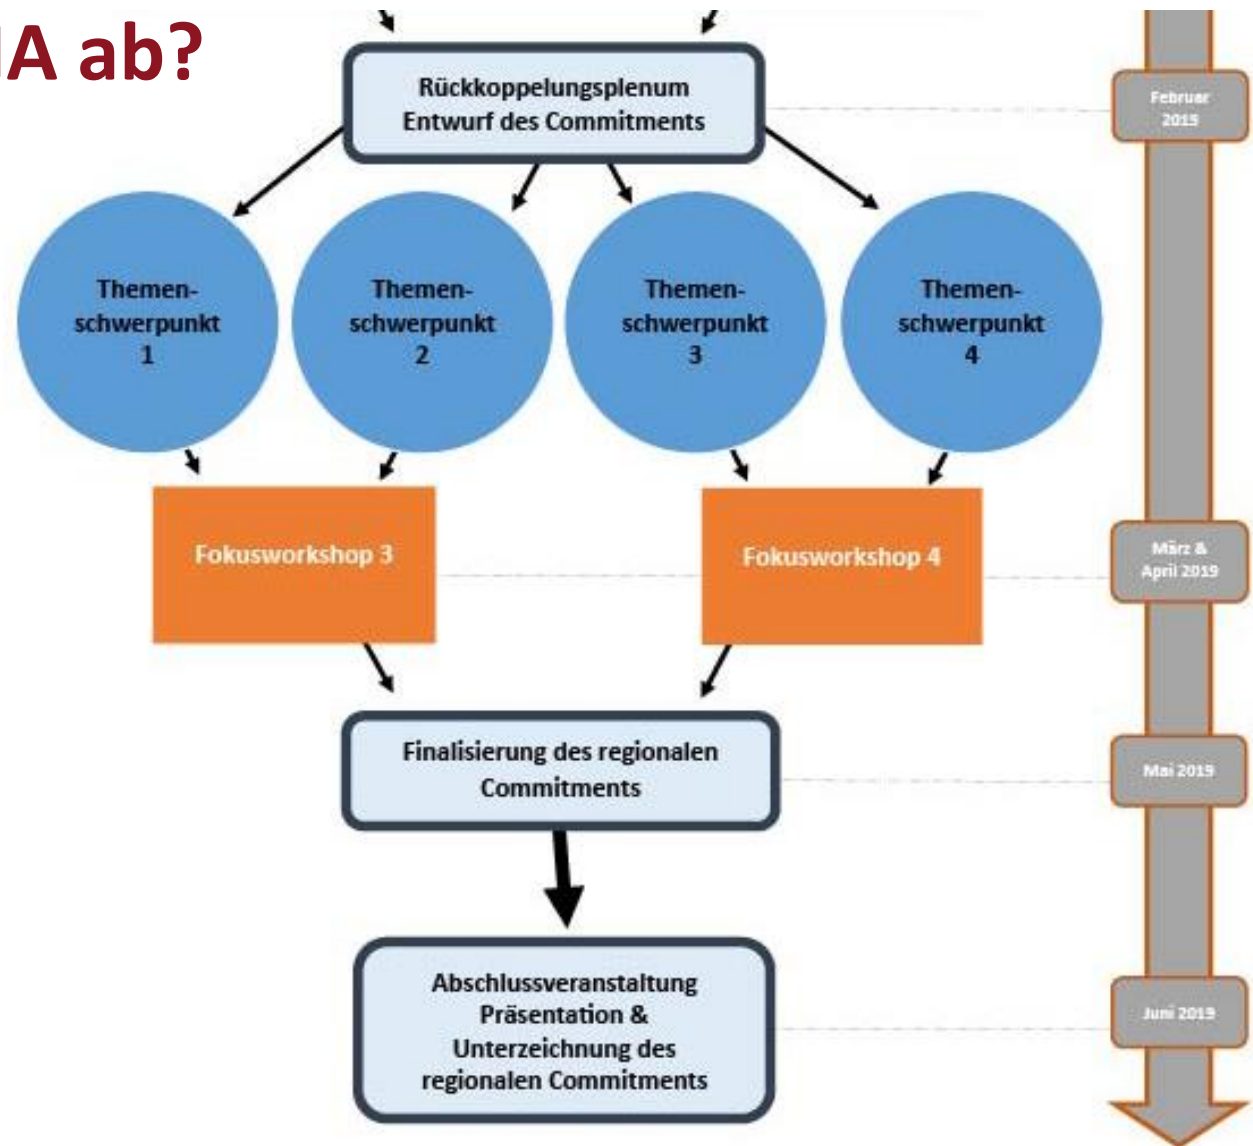 IA ab?
Rückkoppelungsplenum
Entwurf des Commitments
Februar
2019
Themen-
schwerpunkt
1
Themen-
schwerpunkt
2
Themen-
schwerpunkt
3
Themen-
schwerpunkt
4
Fokusworkshop 3
Fokusworkshop 4
März &
April 2019
Finalisierung des regionalen
Commitments
Mai 2019
Abschlussveranstaltung
Präsentation &
Unterzeichnung des
regionalen Commitments
Juni 2019